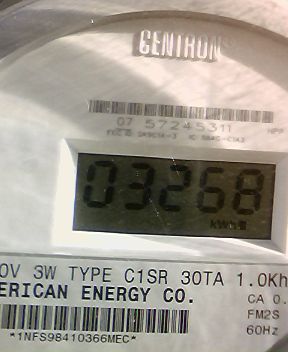 CENTRON
07 57245311
03268
0V 3W TYPE C1SR 30TA 1.0Kh
ERICAN ENERGY CO.
CA 0.
FM2S
60Hz
*1NFS98410366MEC*